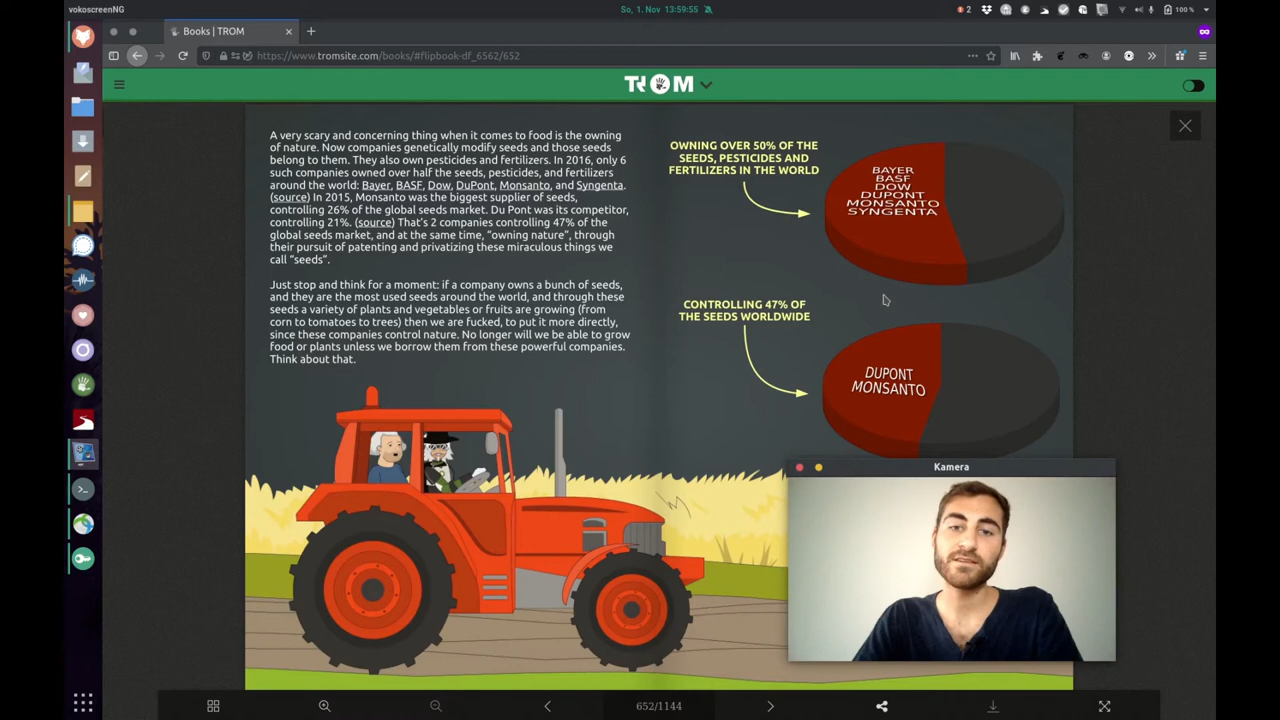 vokoscreenNG
So, 1. Nov 13:59:55
2
100 %
Books | TROM
https://www.tromsite.com/books/#flipbook-df_6562/652
TROM
A very scary and concerning thing when it comes to food is the owning
of nature. Now companies genetically modify seeds and those seeds
belong to them. They also own pesticides and fertilizers. In 2016, only 6
such companies owned over half the seeds, pesticides, and fertilizers
around the world: Bayer, BASF, Dow, DuPont, Monsanto, and Syngenta.
(source) In 2015, Monsanto was the biggest supplier of seeds,
controlling 26% of the global seeds market. Du Pont was its competitor,
controlling 21%. (source) That's 2 companies controlling 47% of the
global seeds market, and at the same time, “owning nature”, through
their pursuit of patenting and privatizing these miraculous things we
call “seeds”.
Just stop and think for a moment: if a company owns a bunch of seeds,
and they are the most used seeds around the world, and through these
seeds a variety of plants and vegetables or fruits are growing (from
corn to tomatoes to trees) then we are fucked, to put it more directly,
since these companies control nature. No longer will we be able to grow
food or plants unless we borrow them from these powerful companies.
Think about that.
OWNING OVER 50% OF THE
SEEDS, PESTICIDES AND
FERTILIZERS IN THE WORLD
BAYER
BASF
DOW
DUPONT
MONSANTO
SYNGENTA
CONTROLLING 47% OF
THE SEEDS WORLDWIDE
DUPONT
MONSANTO
Kamera
652/1144